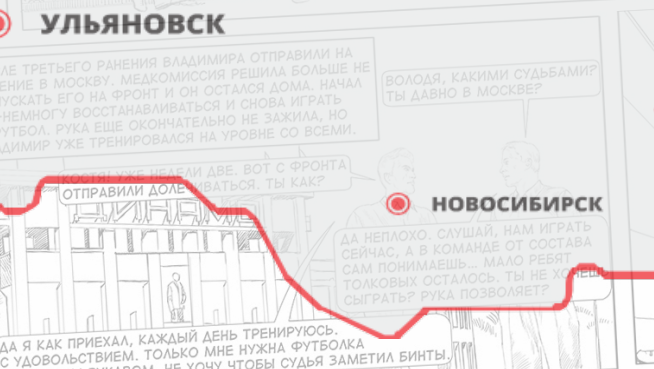 УЛЬЯНОВСК
ЛЕ ТРЕТЬЕГО РАНЕНИЯ ВЛАДИМИРА ОТПРАВИЛИ НА
ЕНИЕ В МОСКВУ. МЕДКОМИССИЯ РЕШИЛА БОЛЬШЕ НЕ
УСКАТЬ ЕГО НА ФРОНТ И ОН ОСТАЛСЯ ДОМА. НАЧАЛ
-НЕМНОГУ ВОССТАНАВЛИВАТЬСЯ И СНОВА ИГРАТЬ
УТБОЛ. РУКА ЕЩЕ ОКОНЧАТЕЛЬНО НЕ ЗАЖИЛА, НО
АДИМИР УЖЕ ТРЕНИРОВАЛСЯ НА УРОВНЕ СО ВСЕМИ.
ВОЛОДЯ, КАКИМИ СУДЬБАМИ?
ТЫ ДАВНО В МОСКВЕ?
КОСТЯ! УЖЕ НЕДЕЛИ ДВЕ. ВОТ С ФРОНТА
ОТПРАВИЛИ ДОЛЕЧИВАТЬСЯ. ТЫ КАК?
ДИНАМО
НОВОСИБИРСК
ДА НЕПЛОХО. СЛУШАЙ, НАМ ИГРАТЬ
СЕЙЧАС, А В КОМАНДЕ ОТ СОСТАВА
САМ ПОНИМАЕШЬ... МАЛО РЕБЯТ
ТОЛКОВЫХ ОСТАЛОСЬ. ТЫ НЕ ХОЧЕШЬ
СЫГРАТЬ? РУКА ПОЗВОЛЯЕТ?
ДА Я КАК ПРИЕХАЛ, КАЖДЫЙ ДЕНЬ ТРЕНИРУЮСЬ.
С УДОВОЛЬСТВИЕМ. ТОЛЬКО МНЕ НУЖНА ФУТБОЛКА
НЕ ХОЧУ ЧТОБЫ СУДЬЯ ЗАМЕТИЛ БИНТЫ.